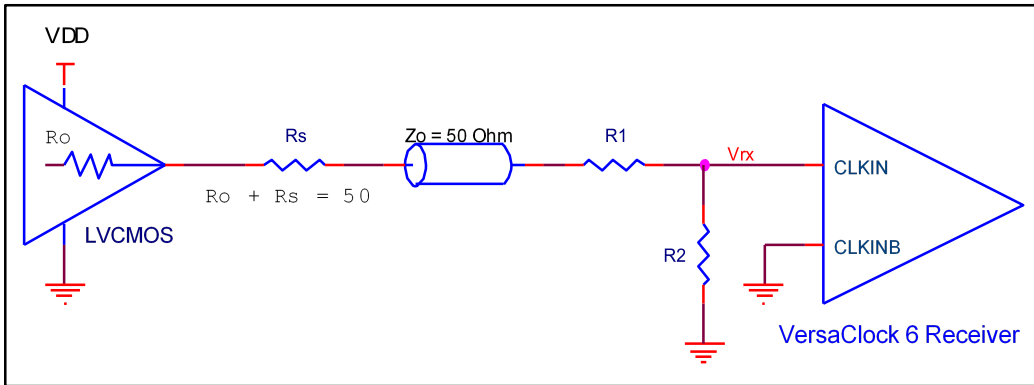 VDD
Ro
Rs
Zo = 50 Ohm
R1
Vrx
CLKIN
Ro + Rs = 50
LVCMOS
R2
CLKINB
VersaClock 6 Receiver